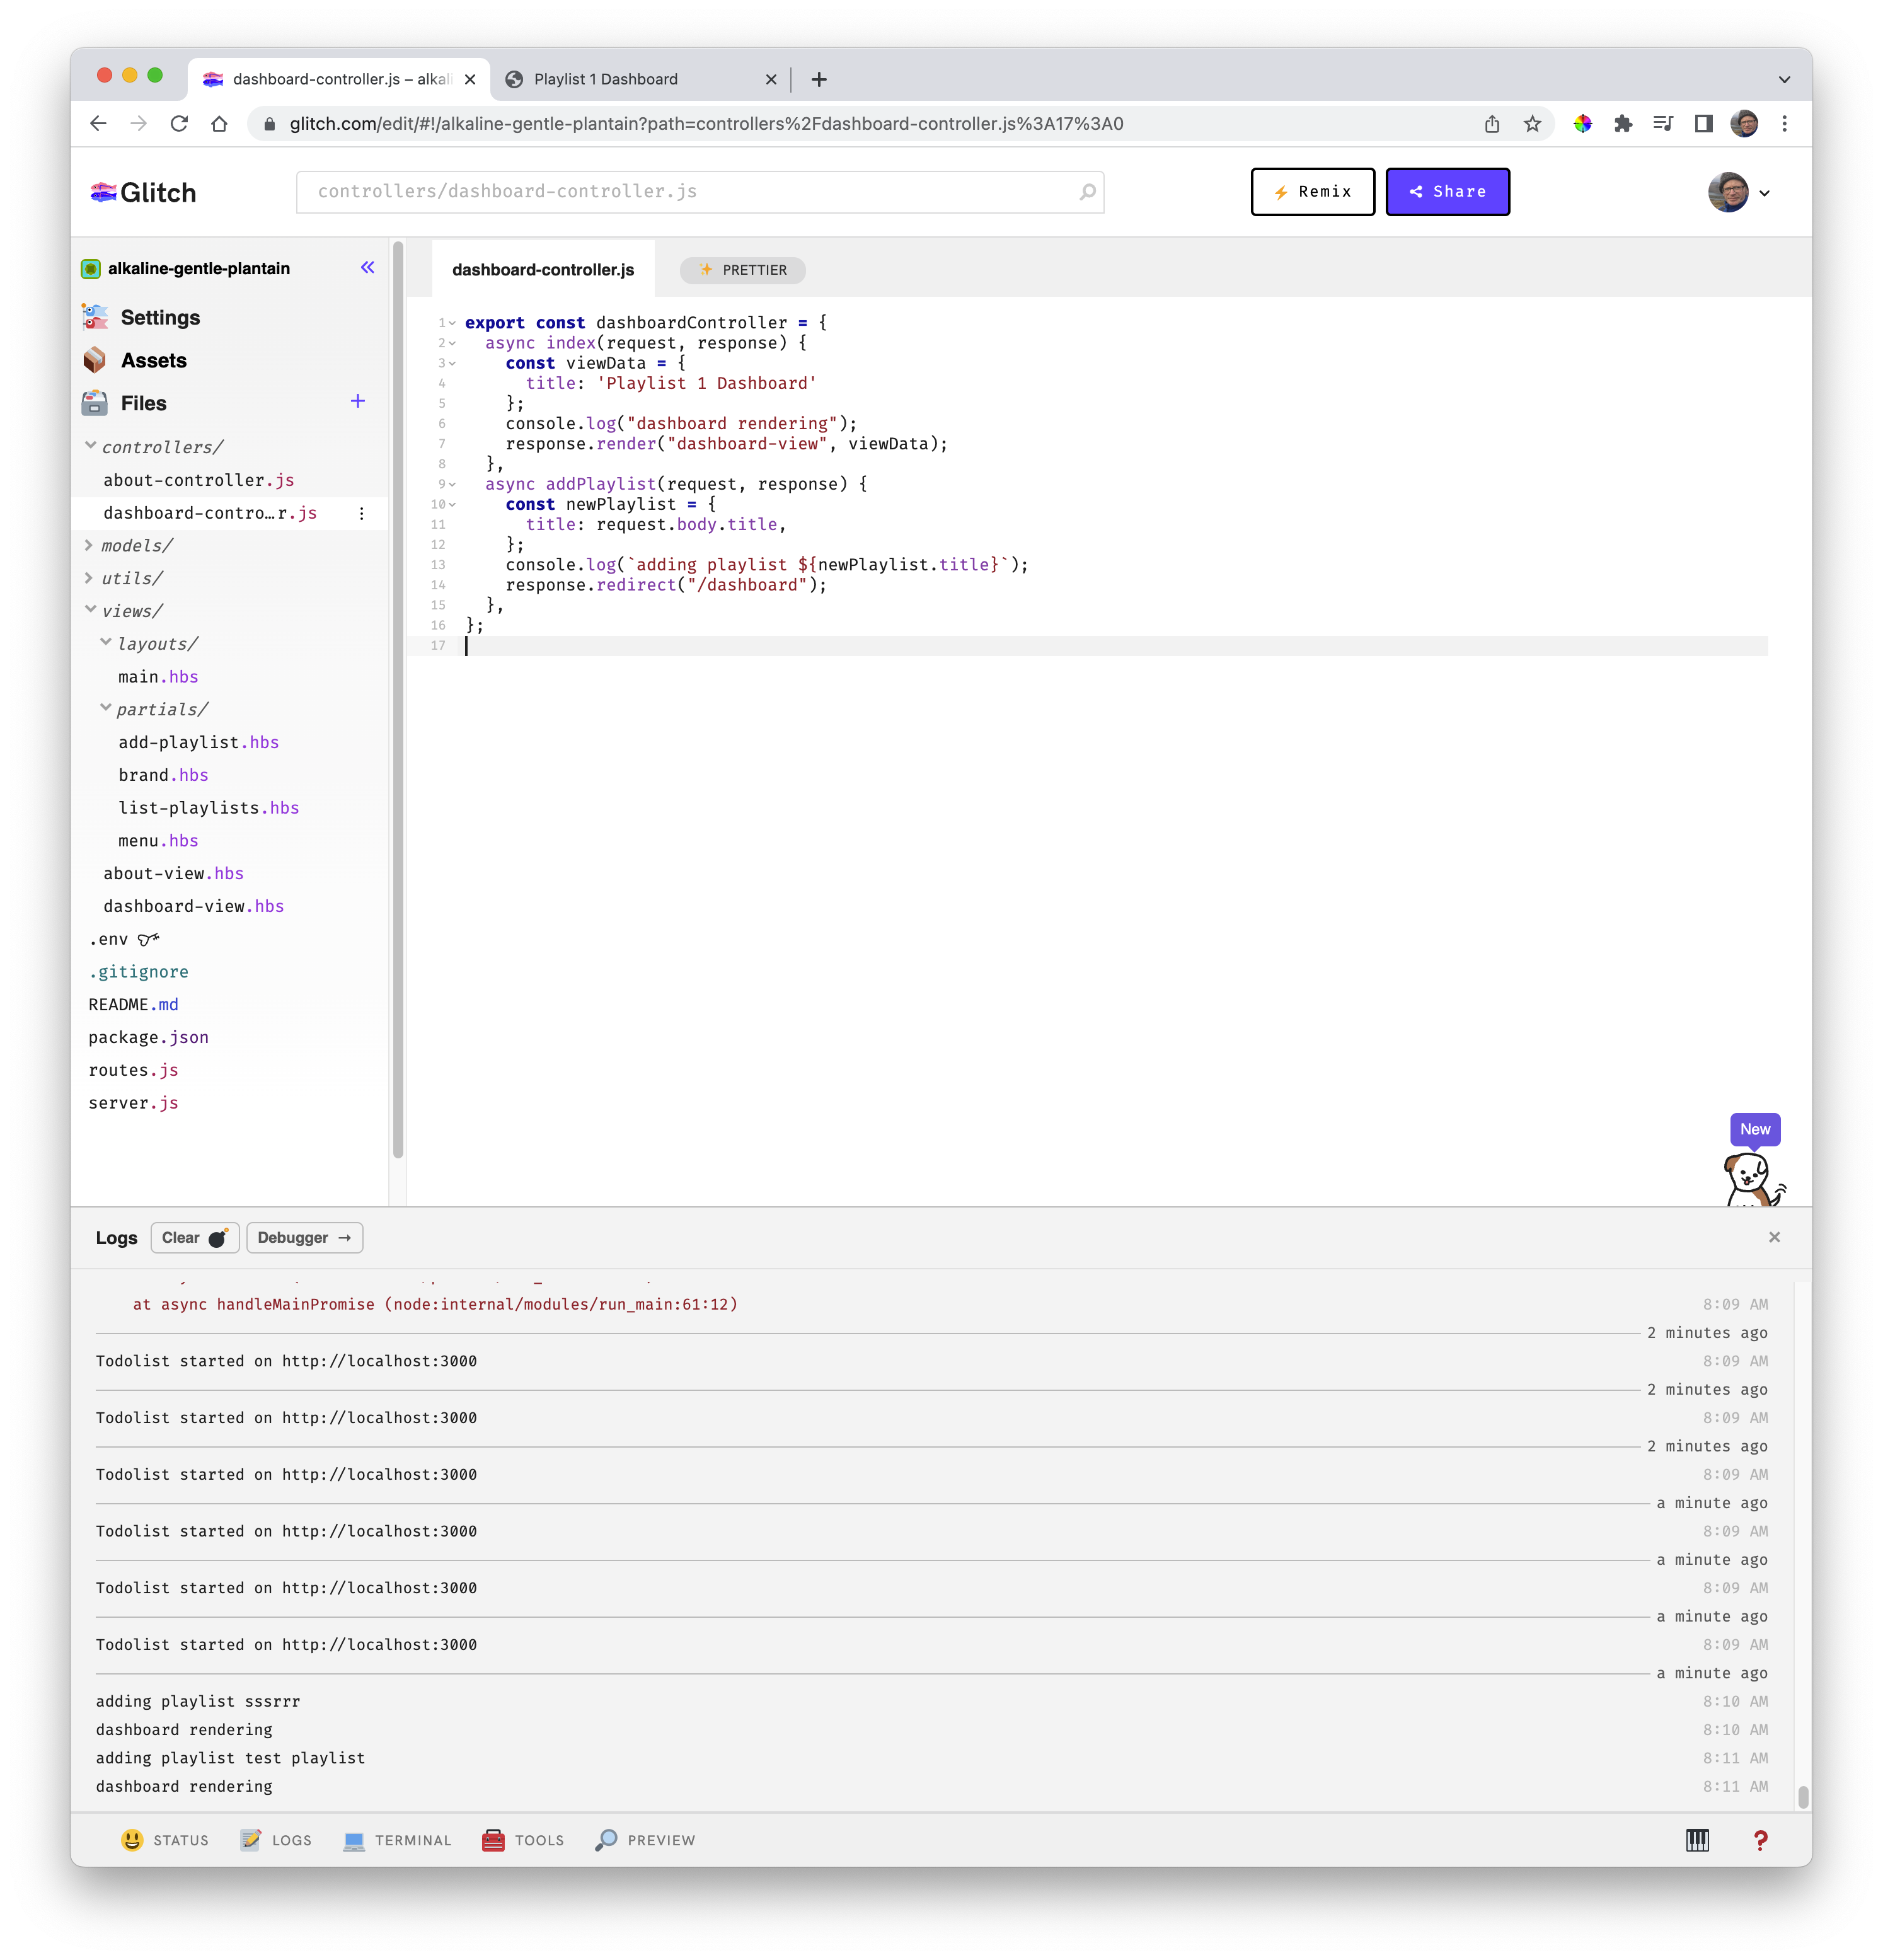 dashboard-controller.js – alkal
Playlist 1 Dashboard
glitch.com/edit/#!/alkaline-gentle-plantain?path=controllers%2Fdashboard-controller.js%3A17%3A0
Glitch
controllers/dashboard-controller.js
Remix
Share
alkaline-gentle-plantain
Settings
Assets
Files
controllers/
about-controller.js
dashboard-contro…r.js
models/
utils/
views/
layouts/
main.hbs
partials/
add-playlist.hbs
brand.hbs
list-playlists.hbs
menu.hbs
about-view.hbs
dashboard-view.hbs
.env
.gitignore
README.md
package.json
routes.js
server.js
dashboard-controller.js
PRETTIER
1 export const dashboardController = {
2 async index(request, response) {
3 const viewData = {
4 title: 'Playlist 1 Dashboard'
5 };
6 console.log("dashboard rendering");
7 response.render("dashboard-view", viewData);
8 },
9 async addPlaylist(request, response) {
10 const newPlaylist = {
11 title: request.body.title,
12 };
13 console.log(`adding playlist ${newPlaylist.title}`);
14 response.redirect("/dashboard");
15 },
16 };
17
New
Logs
Clear
Debugger →
at async handleMainPromise (node:internal/modules/run_main:61:12) 8:09 AM
2 minutes ago
Todolist started on http://localhost:3000 8:09 AM
2 minutes ago
Todolist started on http://localhost:3000 8:09 AM
2 minutes ago
Todolist started on http://localhost:3000 8:09 AM
a minute ago
Todolist started on http://localhost:3000 8:09 AM
a minute ago
Todolist started on http://localhost:3000 8:09 AM
a minute ago
Todolist started on http://localhost:3000 8:09 AM
a minute ago
adding playlist sssrrr 8:10 AM
dashboard rendering 8:10 AM
adding playlist test playlist 8:11 AM
dashboard rendering 8:11 AM
STATUS
LOGS
TERMINAL
TOOLS
PREVIEW
?